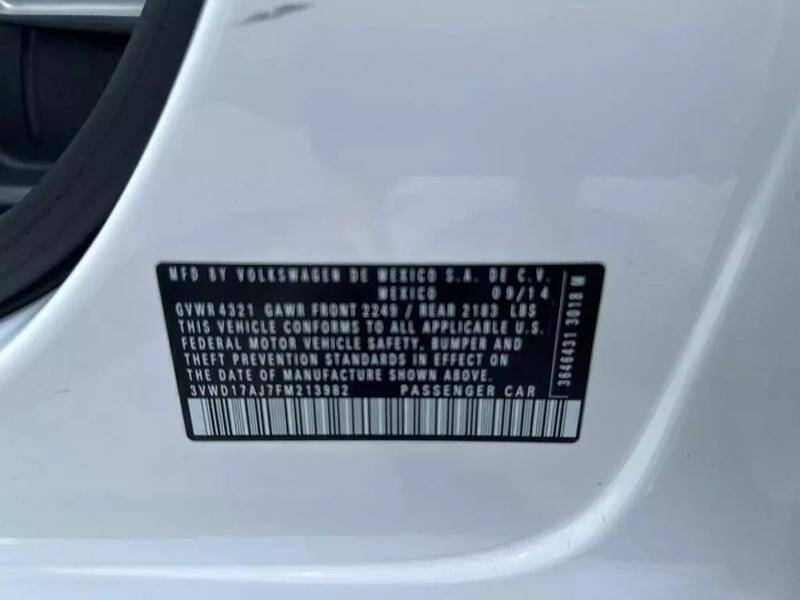 MFD BY VOLKSWAGEN DE MEXICO S.A. DE C.V.
MEXICO 09/14
GVWR 4321 GAWR FRONT 2249 / REAR 2183 LBS
THIS VEHICLE CONFORMS TO ALL APPLICABLE U.S.
FEDERAL MOTOR VEHICLE SAFETY, BUMPER AND
THEFT PREVENTION STANDARDS IN EFFECT ON
THE DATE OF MANUFACTURE SHOWN ABOVE.
3VWD17AJ7FM213982 PASSENGER CAR
3646431 3018 M